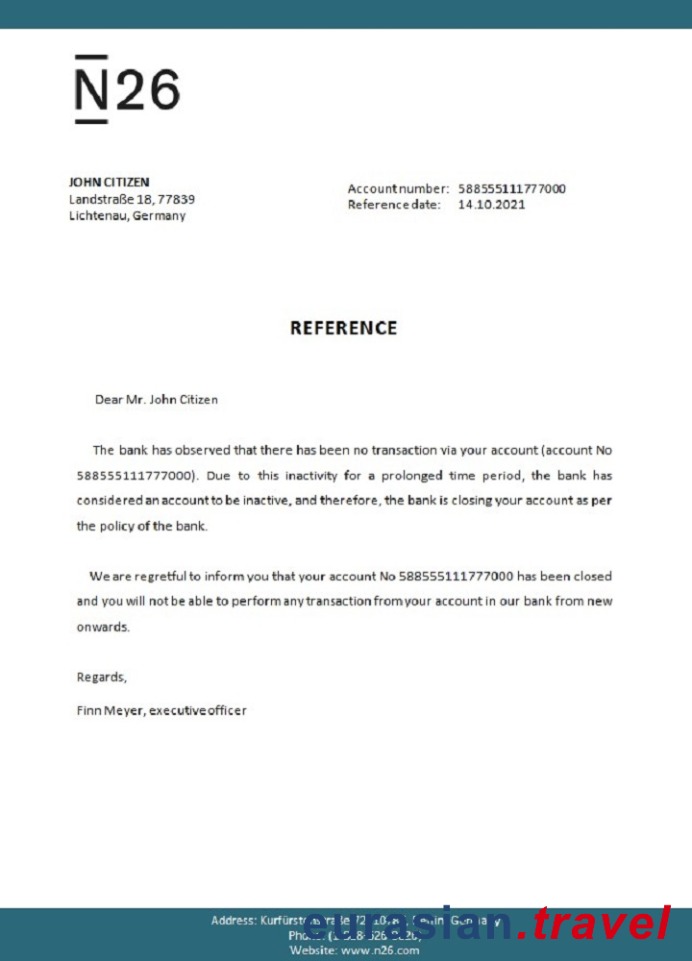 N26
JOHN CITIZEN
Landstraße 18, 77839
Lichtenau, Germany
Account number: 588555111777000
Reference date: 14.10.2021
REFERENCE
Dear Mr. John Citizen
The bank has observed that there has been no transaction via your account (account No
588555111777000). Due to this inactivity for a prolonged time period, the bank has
considered an account to be inactive, and therefore, the bank is closing your account as per
the policy of the bank.
We are regretful to inform you that your account No 588555111777000 has been closed
and you will not be able to perform any transaction from your account in our bank from new
onwards.
Regards,
Finn Meyer, executive officer
Address:
eurasian.travel
Website: www.n26.com